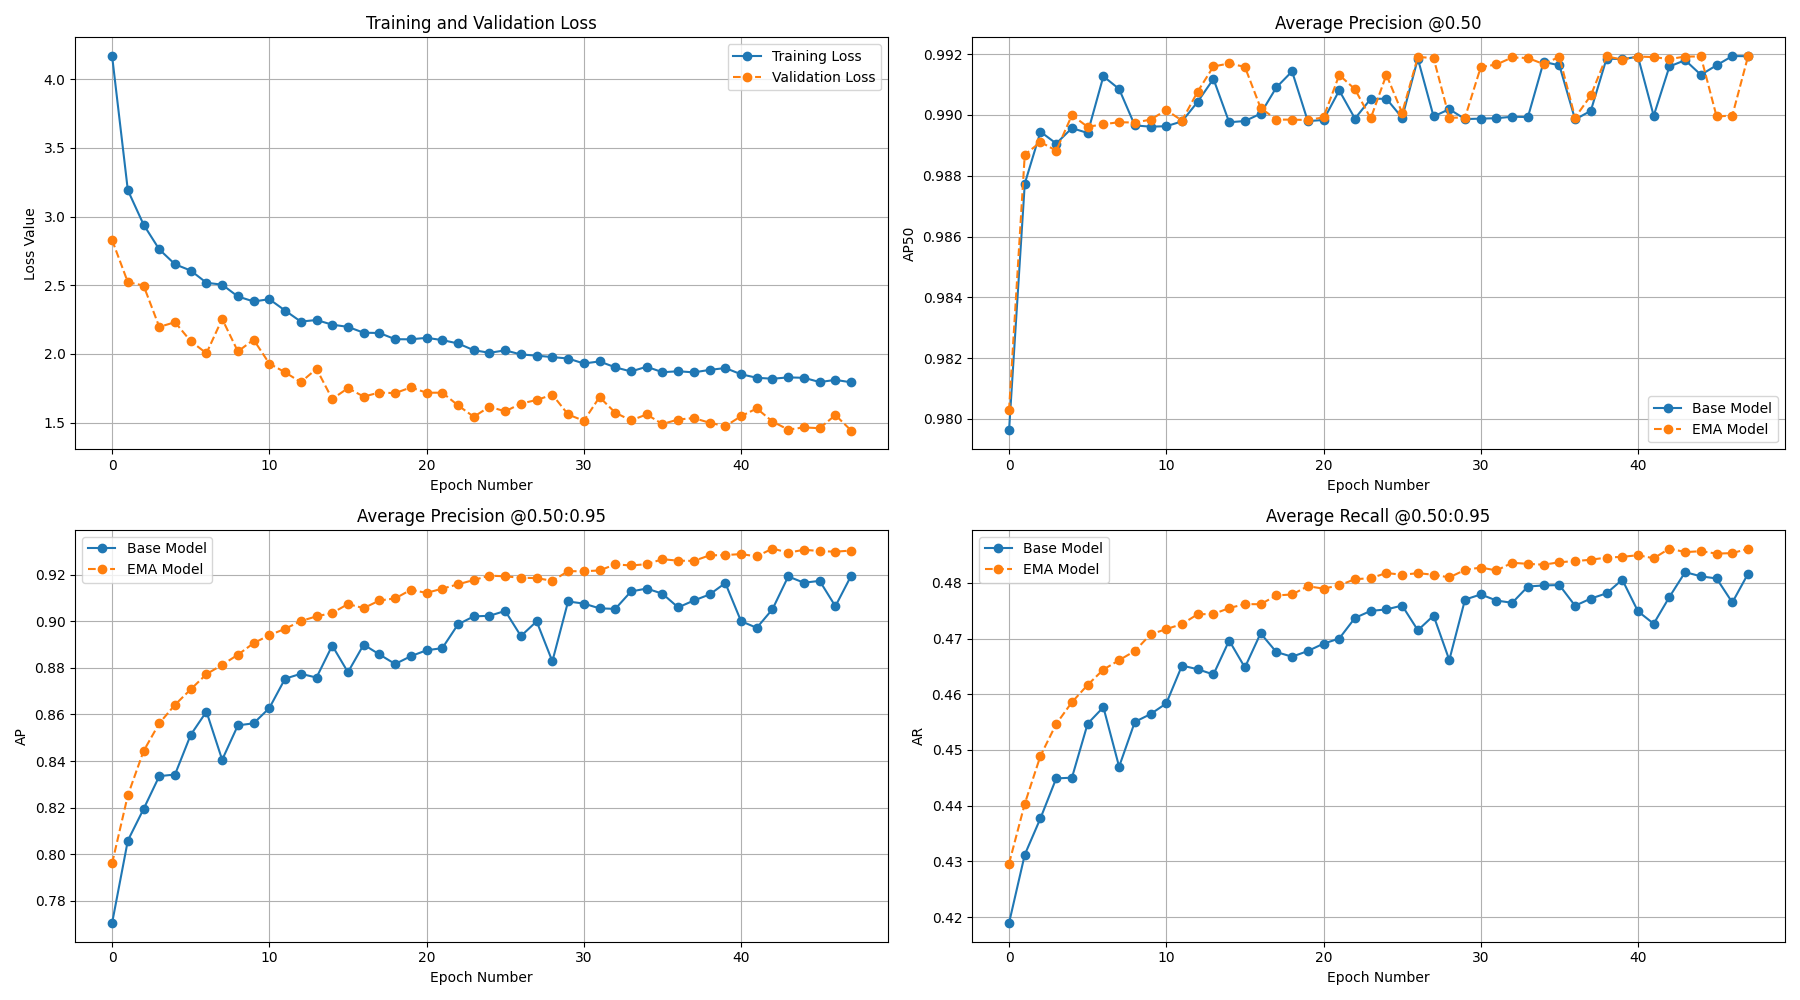 Training and Validation Loss
Loss Value
4.0
3.5
3.0
2.5
2.0
1.5
0
10
20
30
40
Epoch Number
Training Loss
Validation Loss
Average Precision @0.50
AP50
0.992
0.990
0.988
0.986
0.984
0.982
0.980
0
10
20
30
40
Epoch Number
Base Model
EMA Model
Average Precision @0.50:0.95
AP
0.92
0.90
0.88
0.86
0.84
0.82
0.80
0.78
0
10
20
30
40
Epoch Number
Base Model
EMA Model
Average Recall @0.50:0.95
AR
0.48
0.47
0.46
0.45
0.44
0.43
0.42
0
10
20
30
40
Epoch Number
Base Model
EMA Model